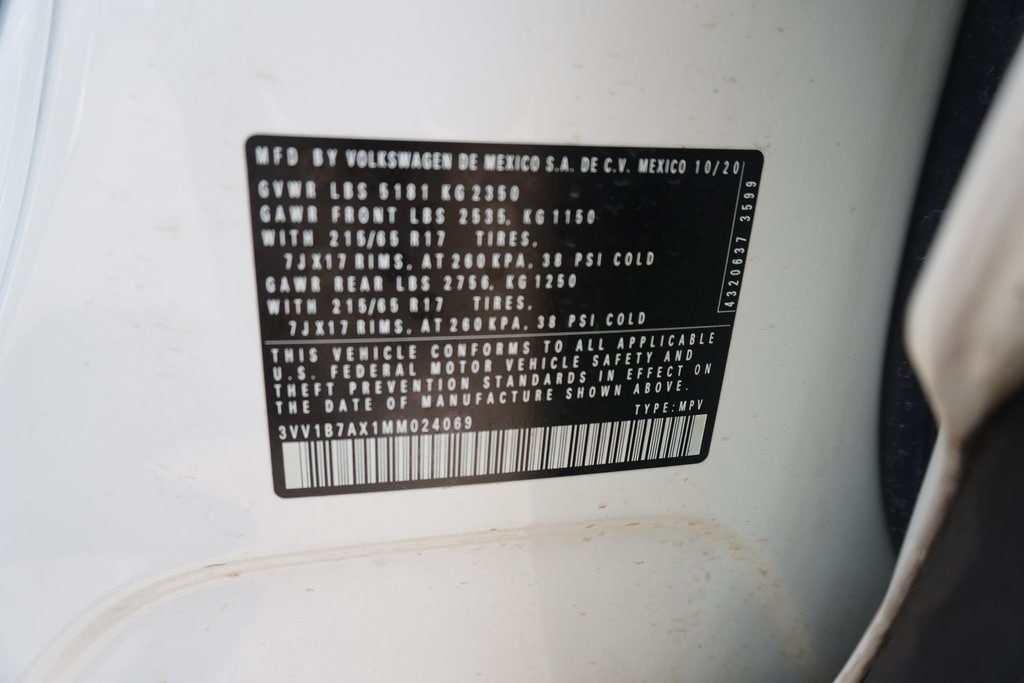 MFD BY VOLKSWAGEN DE MEXICO S.A. DE C.V. MEXICO 10/20
GVWR LBS 5181 KG 2350
GAWR FRONT LBS 2535, KG 1150
WITH 215/65 R17 TIRES,
7JX17 RIMS, AT 260 KPA, 38 PSI COLD
GAWR REAR LBS 2756, KG 1250
WITH 215/65 R17 TIRES,
7JX17 RIMS, AT 260 KPA, 38 PSI COLD
4320637 3599
THIS VEHICLE CONFORMS TO ALL APPLICABLE
U.S. FEDERAL MOTOR VEHICLE SAFETY AND
THEFT PREVENTION STANDARDS IN EFFECT ON
THE DATE OF MANUFACTURE SHOWN ABOVE.
TYPE: MPV
3VV1B7AX1MM024069